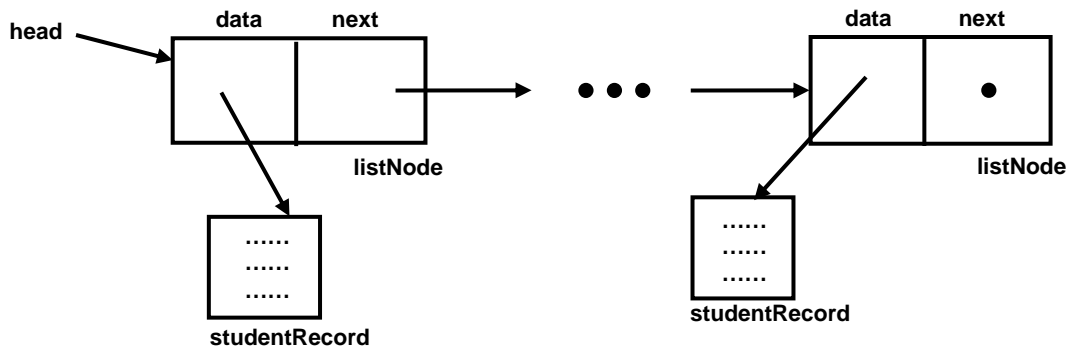 data next
data next
head
listNode
listNode
......
......
......
studentRecord
......
......
......
studentRecord